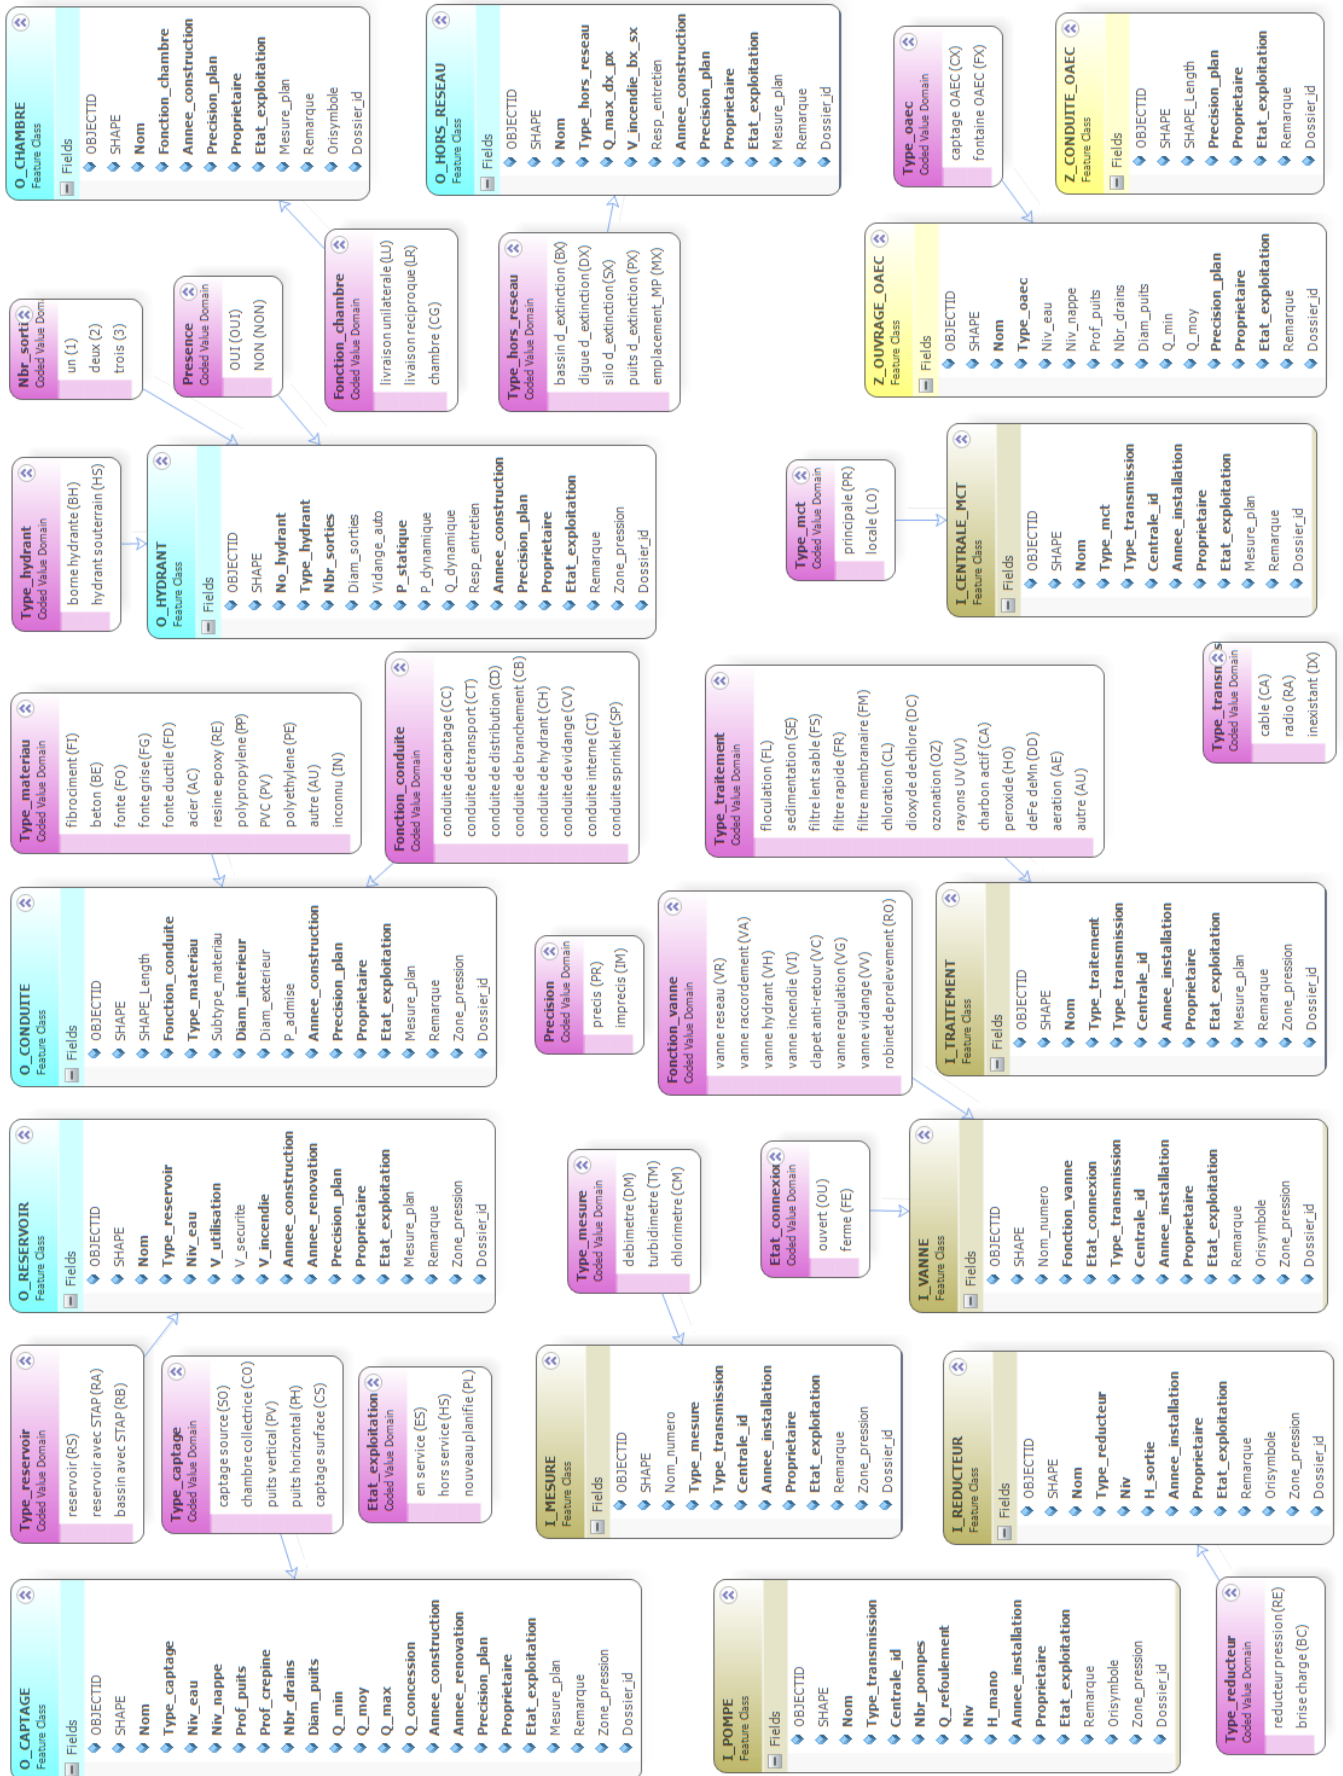 O_CAPTAGE
Feature Class
Fields
OBJECTID
SHAPE
Nom
Type_captage
Niv_eau
Niv_nappe
Prof_puits
Prof_crepine
Nbr_drains
Diam_puits
Q_min
Q_moy
Q_max
Q_concession
Annee_construction
Annee_renovation
Precision_plan
Proprietaire
Etat_exploitation
Mesure_plan
Remarque
Zone_pression
Dossier_id
Type_reservoir
Coded Value Domain
reservoir (RS)
reservoir avec STAP (RA)
bassin avec STAP (RB)
Type_captage
Coded Value Domain
captage source (SO)
chambre collectrice (CO)
puits vertical (PV)
puits horizontal (PH)
captage surface (CS)
Etat_exploitation
Coded Value Domain
en service (ES)
hors service (HS)
nouveau planifie (PL)
O_RESERVOIR
Feature Class
Fields
OBJECTID
SHAPE
Nom
Type_reservoir
Niv_eau
V_utilisation
V_securite
V_incendie
Annee_construction
Annee_renovation
Precision_plan
Proprietaire
Etat_exploitation
Mesure_plan
Remarque
Zone_pression
Dossier_id
O_CONDUITE
Feature Class
Fields
OBJECTID
SHAPE
SHAPE_Length
Fonction_conduite
Type_materiau
Subtype_materiau
Diam_interieur
Diam_exterieur
P_admise
Annee_construction
Precision_plan
Proprietaire
Etat_exploitation
Mesure_plan
Remarque
Zone_pression
Dossier_id
Type_materiau
Coded Value Domain
fibrociment (FI)
beton (BE)
fonte (FO)
fonte grise (FG)
fonte ductile (FD)
acier (AC)
resine epoxy (RE)
polypropylene (PP)
PVC (PV)
polyethylene (PE)
autre (AU)
inconnu (IN)
Fonction_conduite
Coded Value Domain
conduite de captage (CC)
conduite de transport (CT)
conduite de distribution (CD)
conduite de branchement (CB)
conduite de hydrant (CH)
conduite de vidange (CV)
conduite interne (CI)
conduite sprinkler (SP)
Type_hydrant
Coded Value Domain
borne hydrante (BH)
hydrant souterrain (HS)
O_HYDRANT
Feature Class
Fields
OBJECTID
SHAPE
No_hydrant
Type_hydrant
Nbr_sorties
Diam_sorties
Vidange_auto
P_statique
P_dynamique
Q_dynamique
Resp_entretien
Annee_construction
Precision_plan
Proprietaire
Etat_exploitation
Remarque
Zone_pression
Dossier_id
Nbr_sorti
Coded Value Dom
un (1)
deux (2)
trois (3)
Presence
Coded Value Domain
OUI (OUI)
NON (NON)
Fonction_chambre
Coded Value Domain
livraison unilaterale (LU)
livaison reciproque (LR)
chambre (CG)
Type_hors_reseau
Coded Value Domain
bassin d_extinction (BX)
digue d_extinction (DX)
silo d_extinction (SX)
puits d_extinction (PX)
emplacement_MP (MX)
O_CHAMBRE
Feature Class
Fields
OBJECTID
SHAPE
Nom
Fonction_chambre
Annee_construction
Precision_plan
Proprietaire
Etat_exploitation
Mesure_plan
Remarque
Orisymbole
Dossier_id
O_HORS_RESEAU
Feature Class
Fields
OBJECTID
SHAPE
Nom
Type_hors_reseau
Q_max_dx_px
V_incendie_bx_sx
Resp_entretien
Annee_construction
Precision_plan
Proprietaire
Etat_exploitation
Mesure_plan
Remarque
Dossier_id
I_POMPE
Feature Class
Fields
OBJECTID
SHAPE
Nom
Type_transmission
Centrale_id
Nbr_pompes
Q_refoulement
Niv
H_mano
Annee_installation
Proprietaire
Etat_exploitation
Remarque
Orisymbole
Zone_pression
Dossier_id
I_MESURE
Feature Class
Fields
OBJECTID
SHAPE
Nom_numero
Type_mesure
Type_transmission
Centrale_id
Annee_installation
Proprietaire
Etat_exploitation
Remarque
Zone_pression
Dossier_id
Type_mesure
Coded Value Domain
debimetre (DM)
turbidimetre (TM)
chlorimetre (CM)
Precision
Coded Value Domain
precis (PR)
imprecis (IM)
Etat_connexion
Coded Value Domain
ouvert (OU)
ferme (FE)
Fonction_vanne
Coded Value Domain
vanne reseau (VR)
vanne raccordement (VA)
vanne hydrant (VH)
vanne incendie (VI)
clapet anti-retour (VC)
vanne regulation (VG)
vanne vidange (VV)
robinet de prelevement (RO)
Type_traitement
Coded Value Domain
floculation (FL)
sedimentation (SE)
filtre lent sable (FS)
filtre rapide (FR)
filtre membranaire (FM)
chloration (CL)
dioxyde de chlore (DC)
ozonation (OZ)
rayons UV (UV)
charbon actif (CA)
peroxide (HO)
deFe deMn (DD)
aeration (AE)
autre (AU)
Type_mct
Coded Value Domain
principale (PR)
locale (LO)
Z_OUVRAGE_OAEC
Feature Class
Fields
OBJECTID
SHAPE
Nom
Type_oaec
Niv_eau
Niv_nappe
Prof_puits
Nbr_drains
Diam_puits
Q_min
Q_moy
Precision_plan
Proprietaire
Etat_exploitation
Remarque
Dossier_id
Type_oaec
Coded Value Domain
captage OAEC (CX)
fontaine OAEC (FX)
Type_reducteur
Coded Value Domain
reducteur pression (RE)
brise charge (BC)
I_REDUCTEUR
Feature Class
Fields
OBJECTID
SHAPE
Nom
Type_reducteur
Niv
H_sortie
Annee_installation
Proprietaire
Etat_exploitation
Remarque
Orisymbole
Zone_pression
Dossier_id
I_VANNE
Feature Class
Fields
OBJECTID
SHAPE
Nom_numero
Fonction_vanne
Etat_connexion
Type_transmission
Centrale_id
Annee_installation
Proprietaire
Etat_exploitation
Remarque
Orisymbole
Zone_pression
Dossier_id
I_TRAITEMENT
Feature Class
Fields
OBJECTID
SHAPE
Nom
Type_traitement
Type_transmission
Centrale_id
Annee_installation
Proprietaire
Etat_exploitation
Mesure_plan
Remarque
Zone_pression
Dossier_id
Type_transm s
Coded Value Domain
cable (CA)
radio (RA)
inexistant (IX)
I_CENTRALE_MCT
Feature Class
Fields
OBJECTID
SHAPE
Nom
Type_mct
Type_transmission
Centrale_id
Annee_installation
Proprietaire
Etat_exploitation
Mesure_plan
Remarque
Dossier_id
Z_CONDUITE_OAEC
Feature Class
Fields
OBJECTID
SHAPE
SHAPE_Length
Precision_plan
Proprietaire
Etat_exploitation
Remarque
Dossier_id